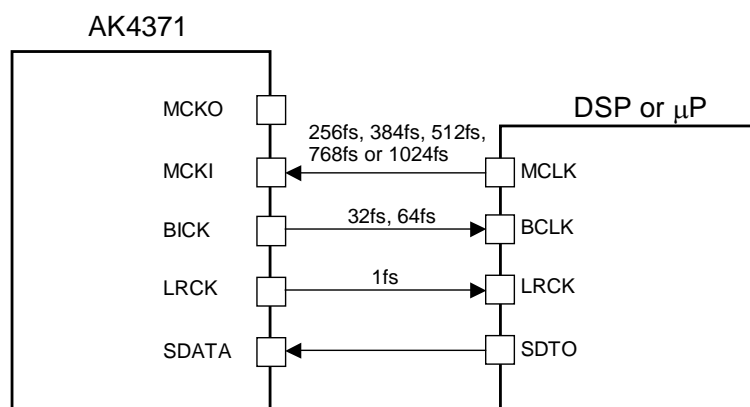 AK4371
DSP or μP
MCKO
256fs, 384fs, 512fs,
768fs or 1024fs
MCKI
MCLK
BICK
32fs, 64fs
BCLK
LRCK
1fs
LRCK
SDATA
SDTO